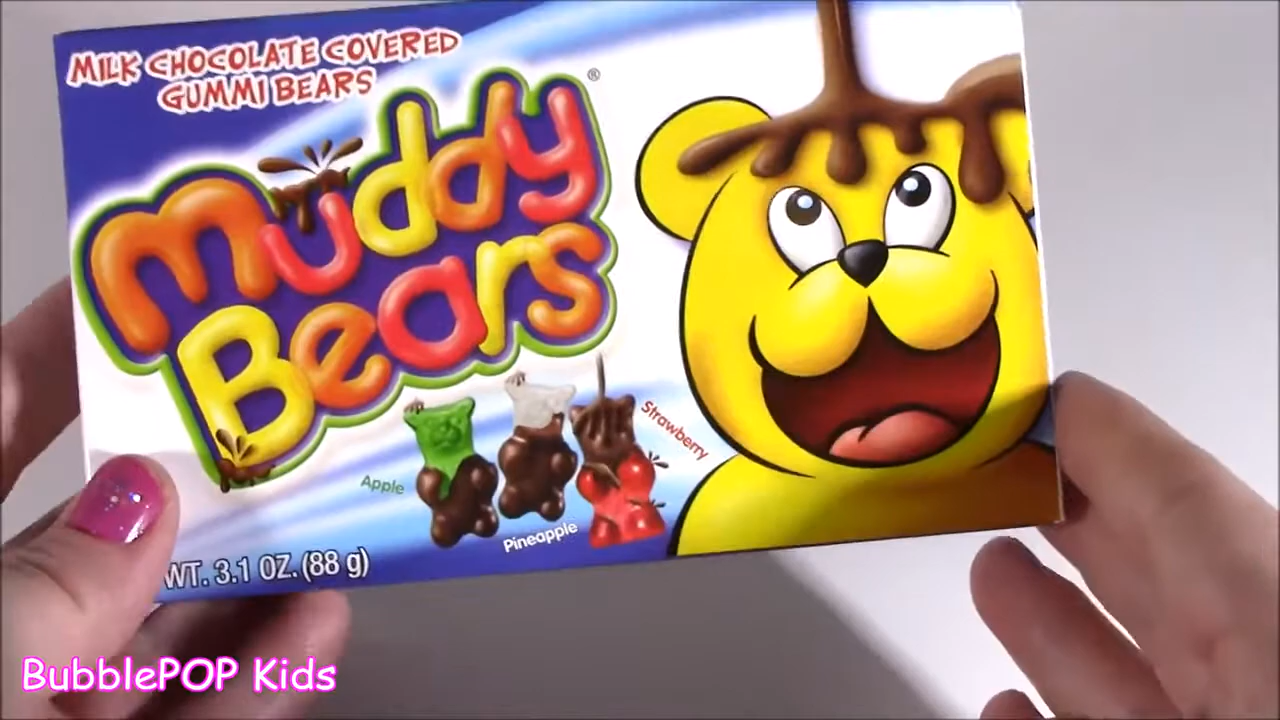 MILK CHOCOLATE COVERED
GUMMI BEARS
muddy
Bears®
Apple
Pineapple
Strawberry
WT. 3.1 OZ. (88 g)
BubblePOP Kids